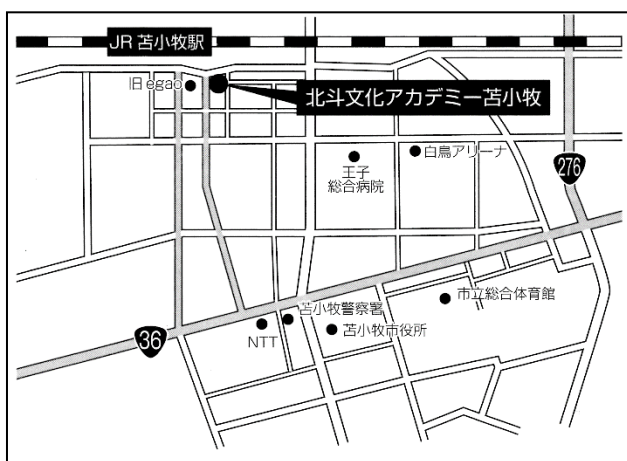 JR 苫小牧駅
旧egao
北斗文化アカデミー苫小牧
王子
総合病院
白鳥アリーナ
276
市立総合体育館
苫小牧警察署
36
NTT
苫小牧市役所